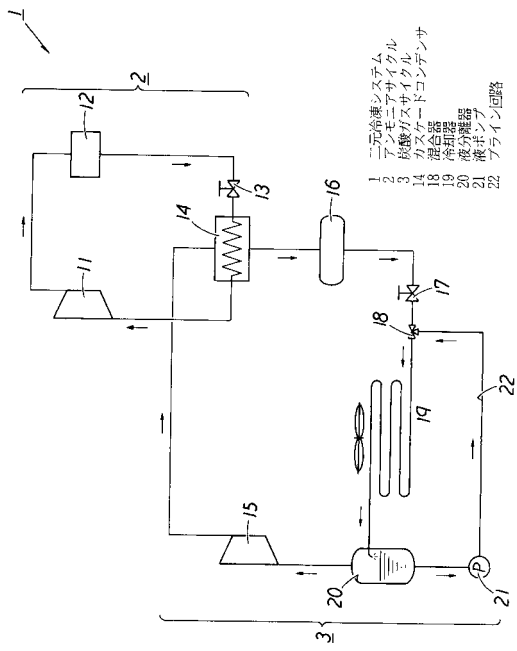 1
2
12
13
14
11
16
17
18
19
22
15
20
P
21
3
1 二元冷凍システム
2 アンモニアサイクル
3 炭酸ガスサイクル
14 カスケードコンデンサ
18 混合器
19 冷却器
20 液分離器
21 液ポンプ
22 ブライン回路